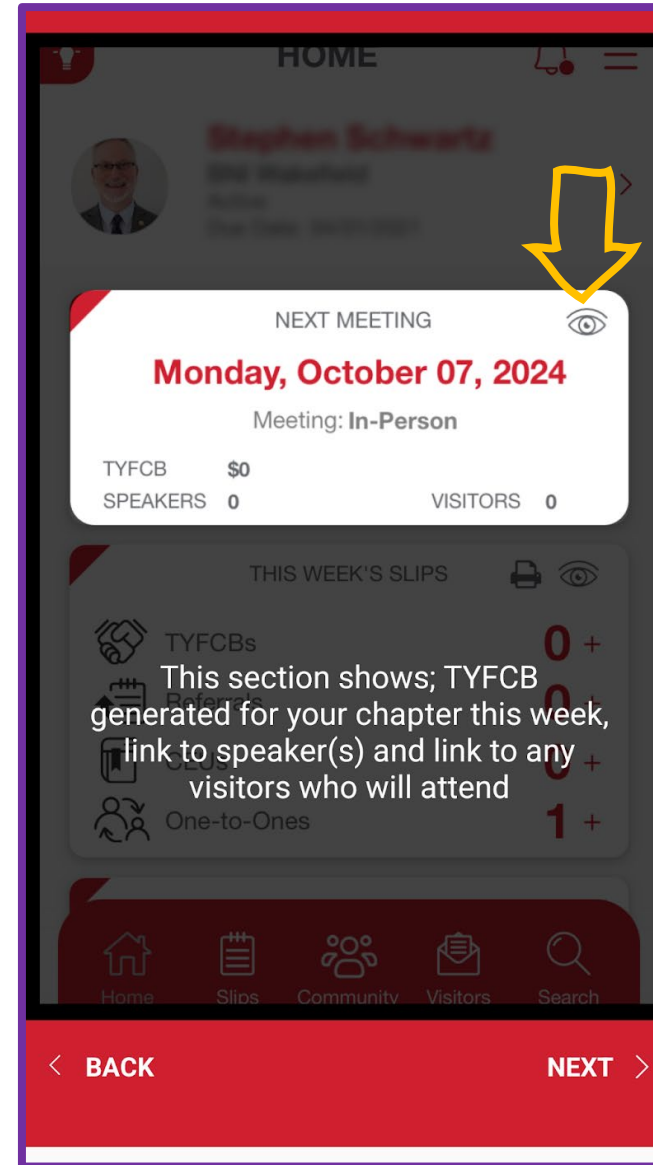 HOME
NEXT MEETING
Monday, October 07, 2024
Meeting: In-Person
TYFCB $0
SPEAKERS 0 VISITORS 0
THIS WEEK'S SLIPS
TYFCBs 0 +
Referrals 0 +
CEUs 0 +
One-to-Ones 1 +
This section shows; TYFCB
generated for your chapter this week,
link to speaker(s) and link to any
visitors who will attend
Home Slips Community Visitors Search
< BACK NEXT >